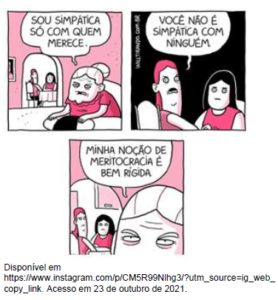 SOU SIMPÁTICA
SÓ COM QUEM
MERECE.
VOCÊ NÃO É
SIMPÁTICA COM
NINGUÉM.
MINHA NOÇÃO DE
MERITOCRACIA É
BEM RÍGIDA.
Disponível em
https://www.instagram.com/p/CM5R99Nlhg3/?utm_source=ig_web_
copy_link. Acesso em 23 de outubro de 2021.